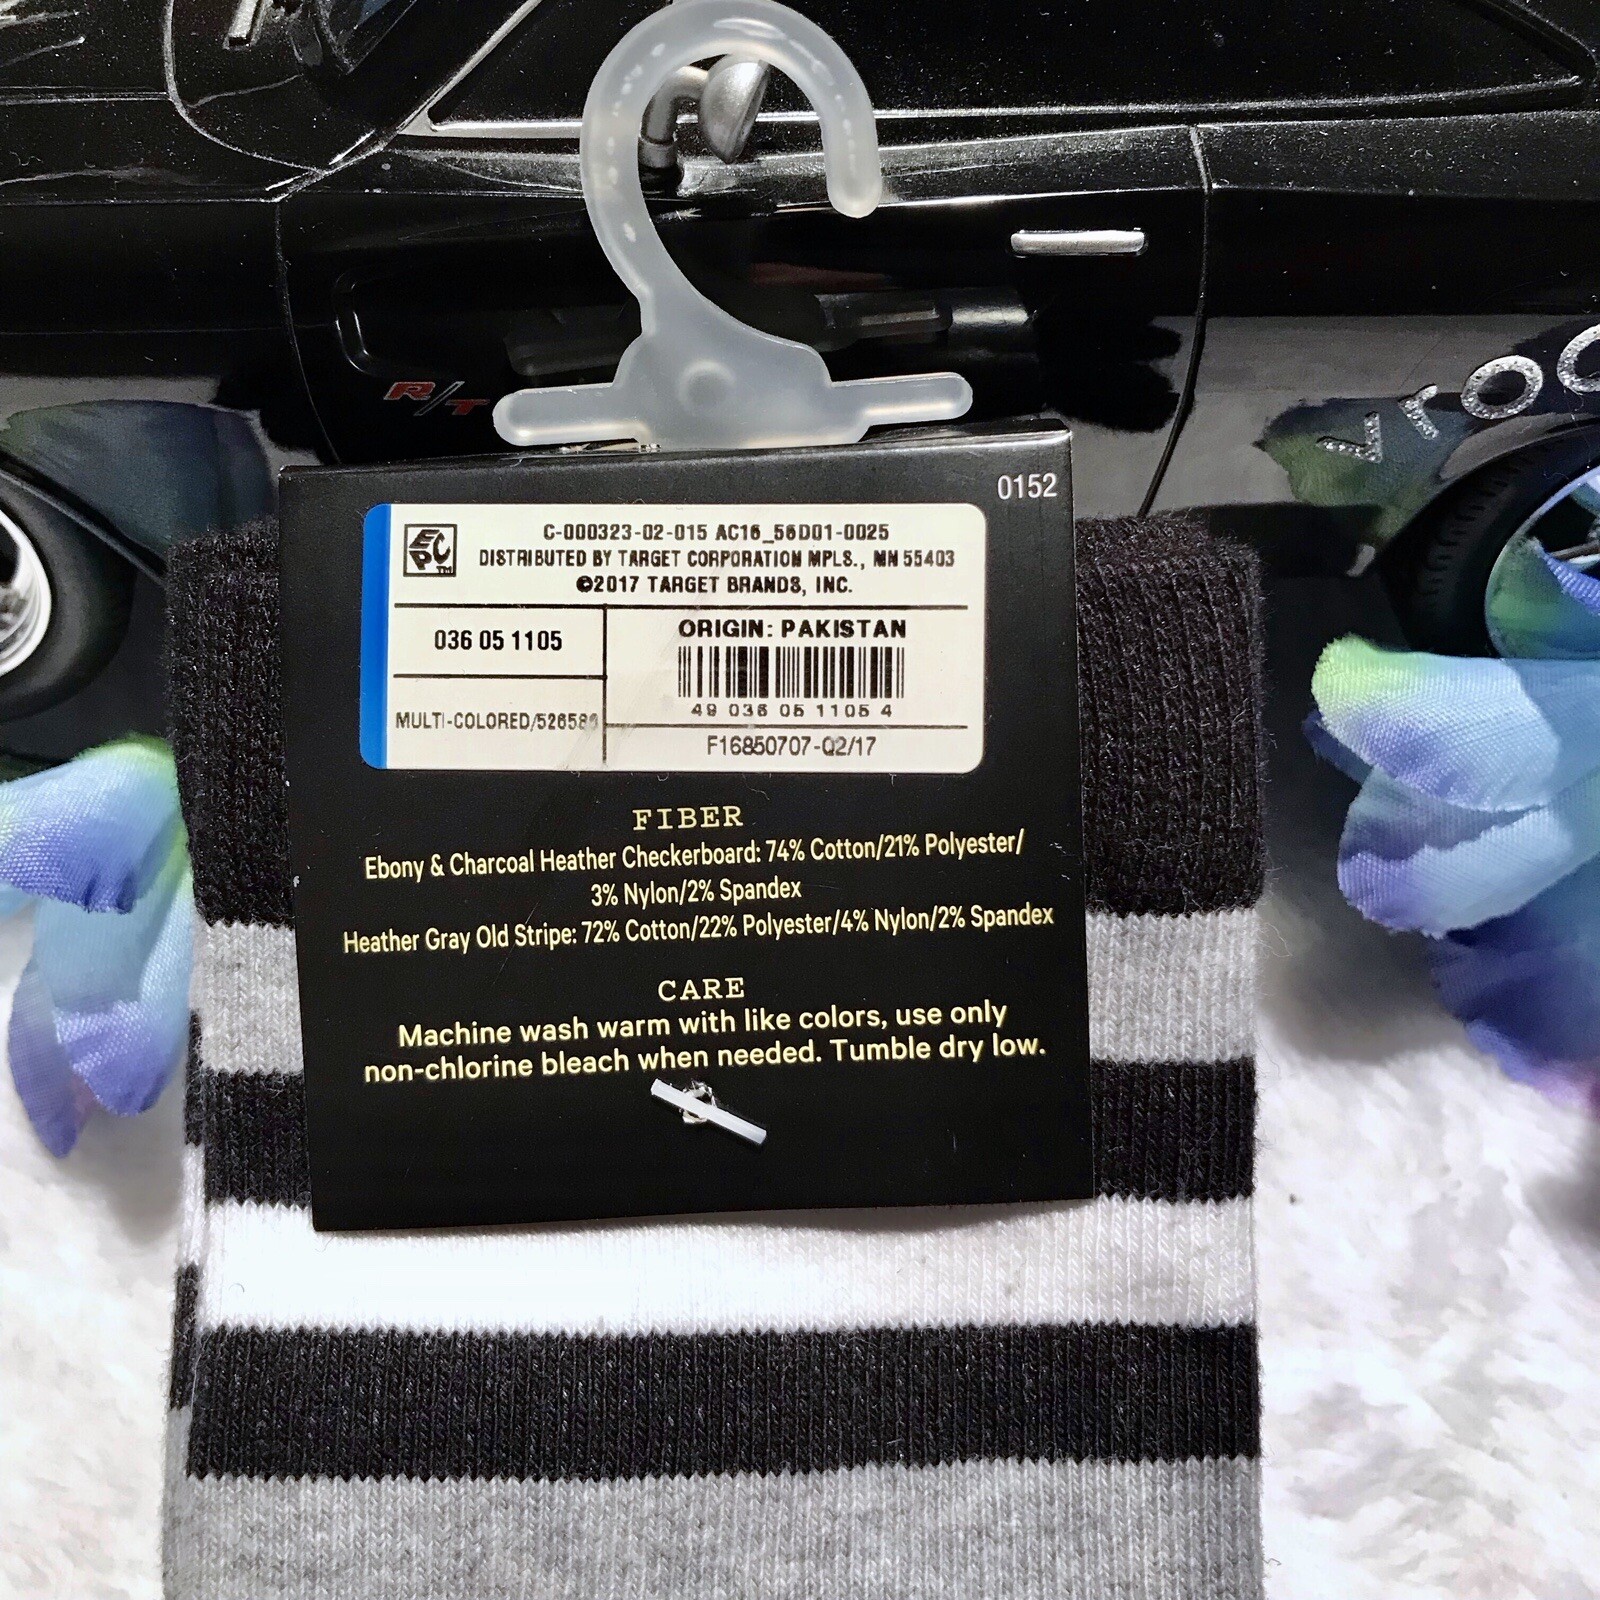 R/T
vroo
0152
EPC TM
C-000323-02-015 AC16_56D01-0025
DISTRIBUTED BY TARGET CORPORATION MPLS., MN 55403
©2017 TARGET BRANDS, INC.
036 05 1105
ORIGIN: PAKISTAN
49 036 05 1105 4
MULTI-COLORED/526586
F16850707-Q2/17
FIBER
Ebony & Charcoal Heather Checkerboard: 74% Cotton/21% Polyester/
3% Nylon/2% Spandex
Heather Gray Old Stripe: 72% Cotton/22% Polyester/4% Nylon/2% Spandex
CARE
Machine wash warm with like colors, use only
non-chlorine bleach when needed. Tumble dry low.